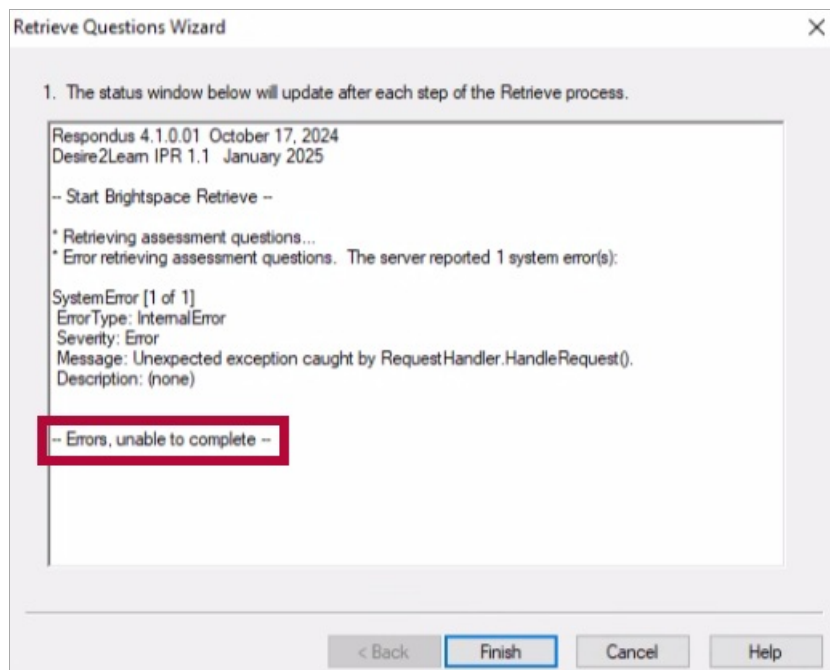 Retrieve Questions Wizard
1. The status window below will update after each step of the Retrieve process.
Respondus 4.1.0.01 October 17, 2024
Desire2Learn IPR 1.1 January 2025
-- Start Brightspace Retrieve --
* Retrieving assessment questions...
* Error retrieving assessment questions. The server reported 1 system error(s):
SystemError [1 of 1]
ErrorType: InternalError
Severity: Error
Message: Unexpected exception caught by RequestHandler.HandleRequest().
Description: (none)
-- Errors, unable to complete --
< Back Finish Cancel Help